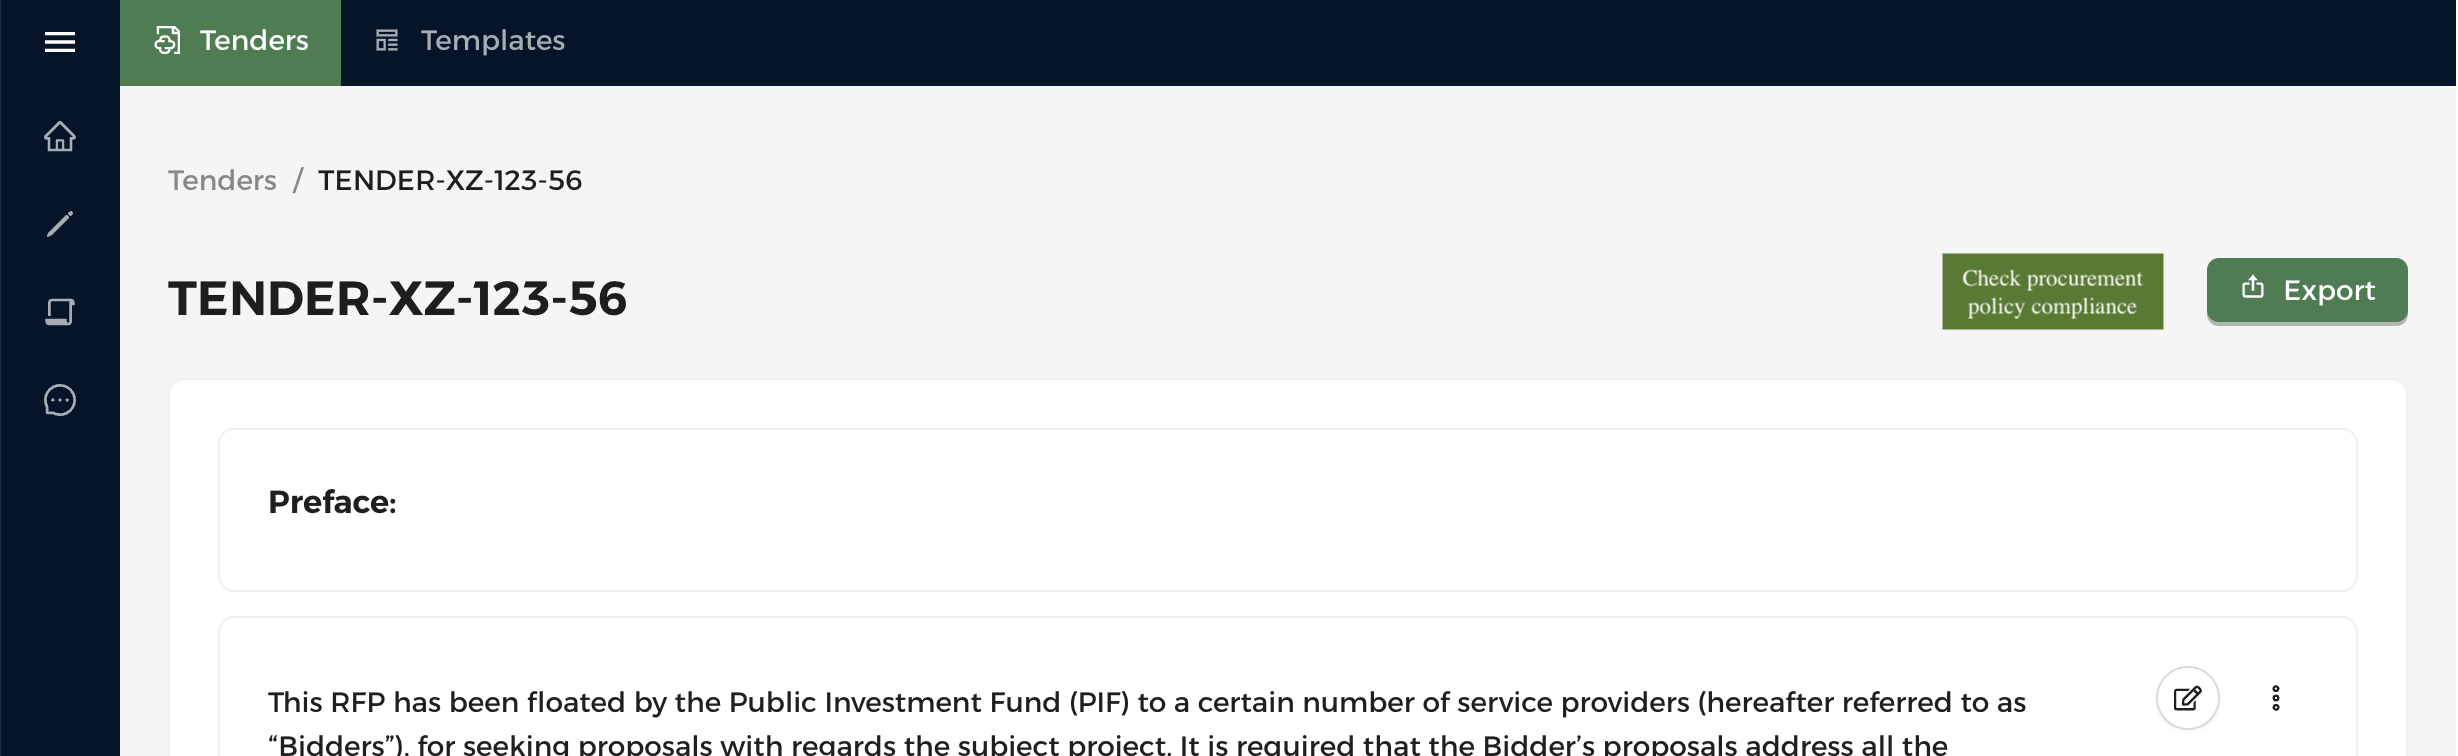 Tenders
Templates
Tenders / TENDER-XZ-123-56
TENDER-XZ-123-56
Check procurement
policy compliance
Export
Preface:
This RFP has been floated by the Public Investment Fund (PIF) to a certain number of service providers (hereafter referred to as
“Bidders”), for seeking proposals with regards the subject project. It is required that the Bidder’s proposals address all the